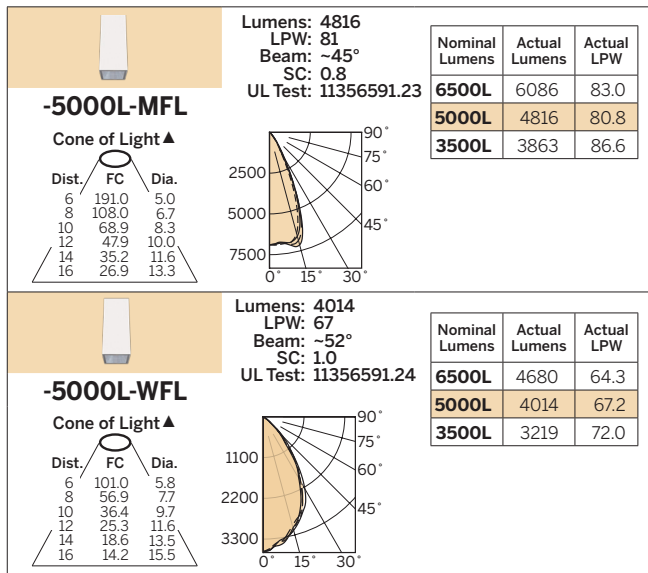 Lumens: 4816
LPW: 81
Beam: ~45°
SC: 0.8
UL Test: 11356591.23
-5000L-MFL
Cone of Light▲
Dist. FC Dia.
6 191.0 5.0
8 108.0 6.7
10 68.9 8.3
12 47.9 10.0
14 35.2 11.6
16 26.9 13.3
90°
75°
60°
45°
2500
5000
7500
0° 15° 30°
Nominal Lumens Actual Lumens Actual LPW
6500L 6086 83.0
5000L 4816 80.8
3500L 3863 86.6
Lumens: 4014
LPW: 67
Beam: ~52°
SC: 1.0
UL Test: 11356591.24
-5000L-WFL
Cone of Light▲
Dist. FC Dia.
6 101.0 5.8
8 56.9 7.7
10 36.4 9.7
12 25.3 11.6
14 18.6 13.5
16 14.2 15.5
90°
75°
60°
45°
1100
2200
3300
0° 15° 30°
Nominal Lumens Actual Lumens Actual LPW
6500L 4680 64.3
5000L 4014 67.2
3500L 3219 72.0